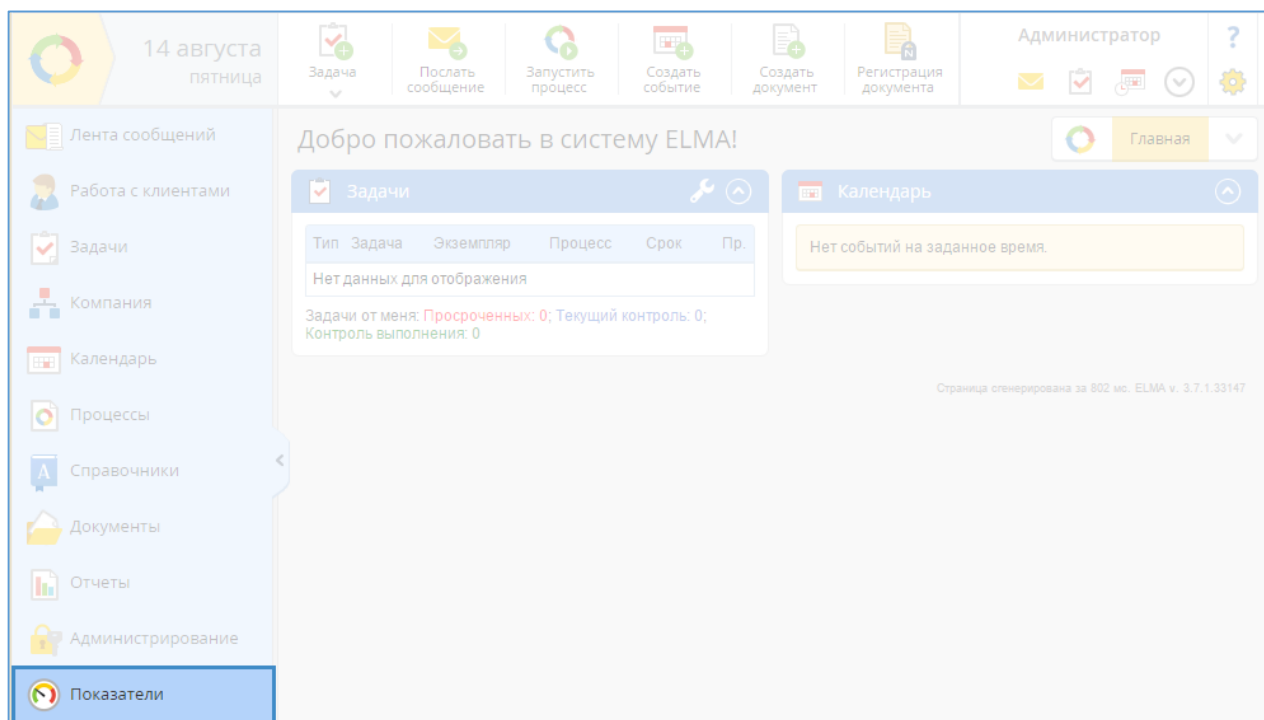 14 августа
пятница
Задача
Послать
сообщение
Запустить
процесс
Создать
событие
Создать
документ
Регистрация
документа
N
Администратор
?
Лента сообщений
Работа с клиентами
Задачи
Компания
Календарь
Процессы
A
Справочники
Документы
Отчеты
Администрирование
Показатели
Добро пожаловать в систему ELMA!
Главная
Задачи
Тип Задача Экземпляр Процесс Срок Пр.
Нет данных для отображения
Задачи от меня: Просроченных: 0; Текущий контроль: 0;
Контроль выполнения: 0
Календарь
Нет событий на заданное время.
Страница сгенерирована за 802 мс. ELMA v. 3.7.1.33147